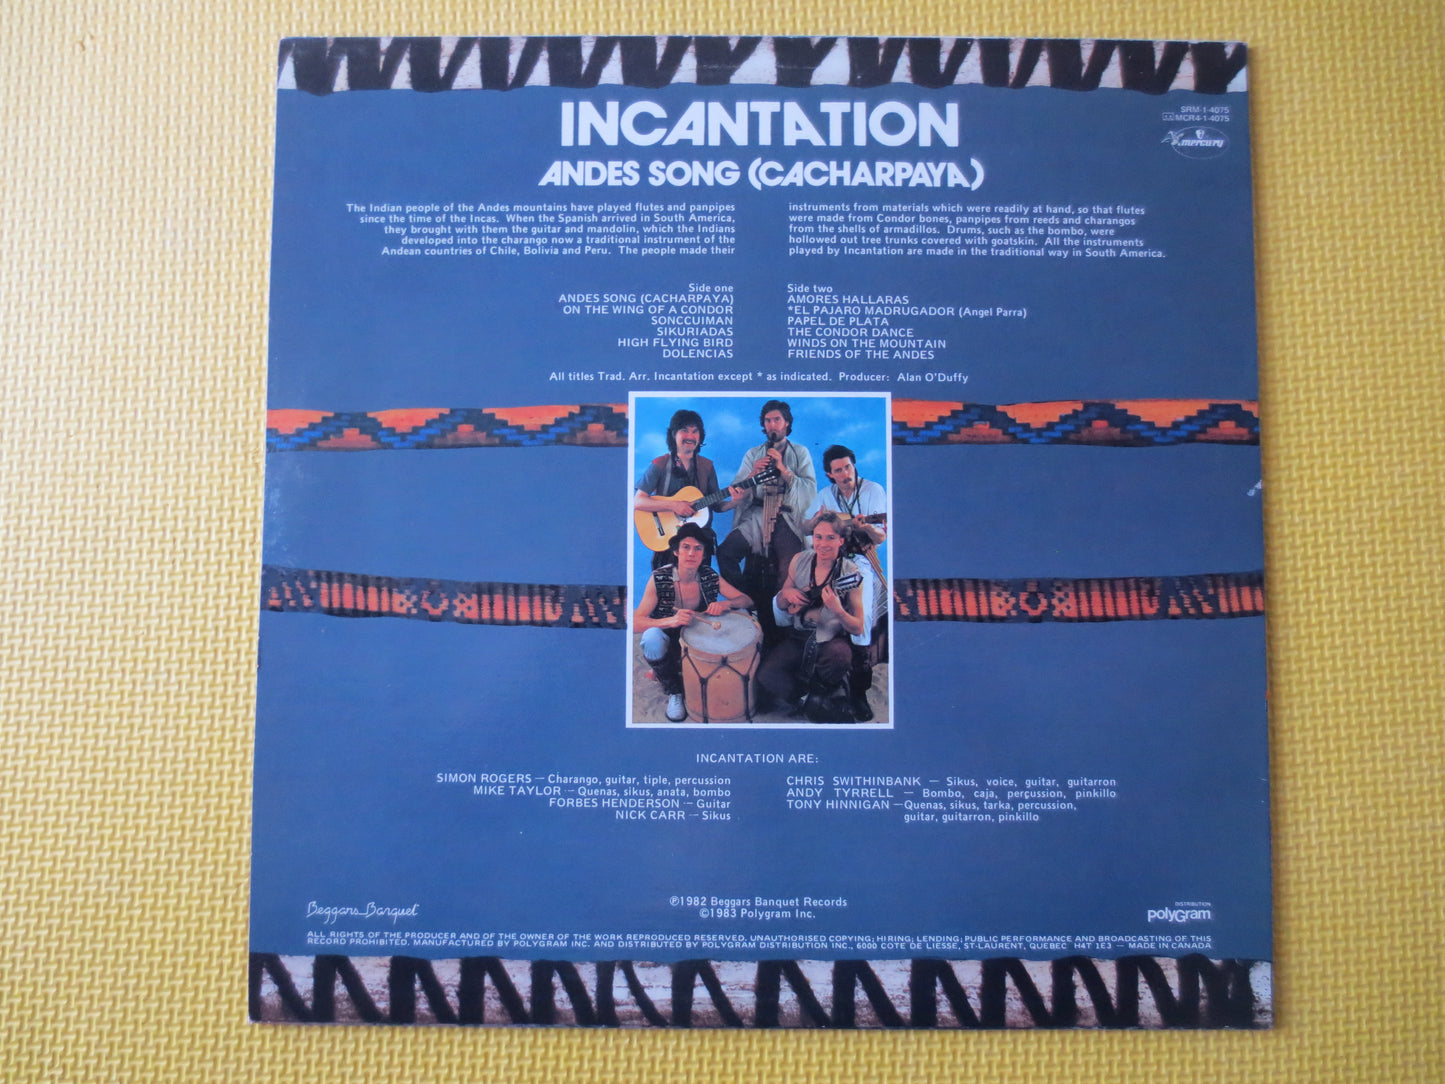 INCANTATION
ANDES SONG (CACHARPAYA)
SRM-1-4075
MCR4-1-4075
mercury
The Indian people of the Andes mountains have played flutes and panpipes
since the time of the Incas. When the Spanish arrived in South America,
they brought with them the guitar and mandolin, which the Indians
developed into the charango now a traditional instrument of the
Andean countries of Chile, Bolivia and Peru. The people made their
instruments from materials which were readily at hand, so that flutes
were made from Condor bones, panpipes from reeds and charangos
from the shells of armadillos. Drums, such as the bombo, were
hollowed out tree trunks covered with goatskin. All the instruments
played by Incantation are made in the traditional way in South America.
Side one
ANDES SONG (CACHARPAYA)
ON THE WING OF A CONDOR
SONCCUIMAN
SIKURIADAS
HIGH FLYING BIRD
DOLENCIAS
Side two
AMORES HALLARAS
*EL PAJARO MADRUGADOR (Angel Parra)
PAPEL DE PLATA
THE CONDOR DANCE
WINDS ON THE MOUNTAIN
FRIENDS OF THE ANDES
All titles Trad. Arr. Incantation except * as indicated. Producer: Alan O'Duffy
INCANTATION ARE:
SIMON ROGERS — Charango, guitar, tiple, percussion
MIKE TAYLOR — Quenas, sikus, anata, bombo
FORBES HENDERSON — Guitar
NICK CARR — Sikus
CHRIS SWITHINBANK — Sikus, voice, guitar, guitarron
ANDY TYRRELL — Bombo, caja, percussion, pinkillo
TONY HINNIGAN — Quenas, sikus, tarka, percussion,
guitar, guitarron, pinkillo
Beggars Banquet
℗1982 Beggars Banquet Records
©1983 Polygram Inc.
DISTRIBUTION
polyGram
ALL RIGHTS OF THE PRODUCER AND OF THE OWNER OF THE WORK REPRODUCED RESERVED. UNAUTHORISED COPYING; HIRING; LENDING; PUBLIC PERFORMANCE AND BROADCASTING OF THIS
RECORD PROHIBITED. MANUFACTURED BY POLYGRAM INC. AND DISTRIBUTED BY POLYGRAM DISTRIBUTION INC., 6000 COTE DE LIESSE, ST-LAURENT, QUEBEC H4T 1E3 — MADE IN CANADA